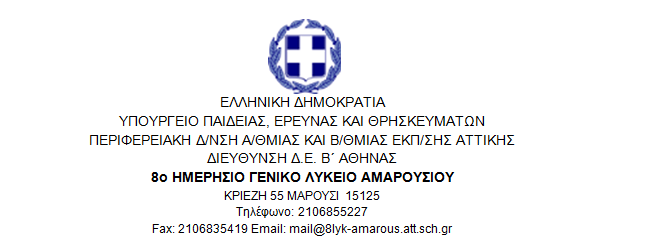 ΕΛΛΗΝΙΚΗ ΔΗΜΟΚΡΑΤΙΑ
ΥΠΟΥΡΓΕΙΟ ΠΑΙΔΕΙΑΣ, ΕΡΕΥΝΑΣ ΚΑΙ ΘΡΗΣΚΕΥΜΑΤΩΝ
ΠΕΡΙΦΕΡΕΙΑΚΗ Δ/ΝΣΗ Α/ΘΜΙΑΣ ΚΑΙ Β/ΘΜΙΑΣ ΕΚΠ/ΣΗΣ ΑΤΤΙΚΗΣ
ΔΙΕΥΘΥΝΣΗ Δ.Ε. Β΄ ΑΘΗΝΑΣ
8ο ΗΜΕΡΗΣΙΟ ΓΕΝΙΚΟ ΛΥΚΕΙΟ ΑΜΑΡΟΥΣΙΟΥ
ΚΡΙΕΖΗ 55 ΜΑΡΟΥΣΙ 15125
Τηλέφωνο: 2106855227
Fax: 2106835419 Email: mail@8lyk-amarous.att.sch.gr